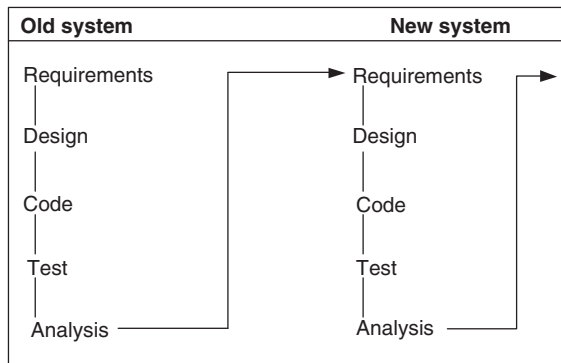 Old system New system
Requirements Requirements
Design Design
Code Code
Test Test
Analysis Analysis